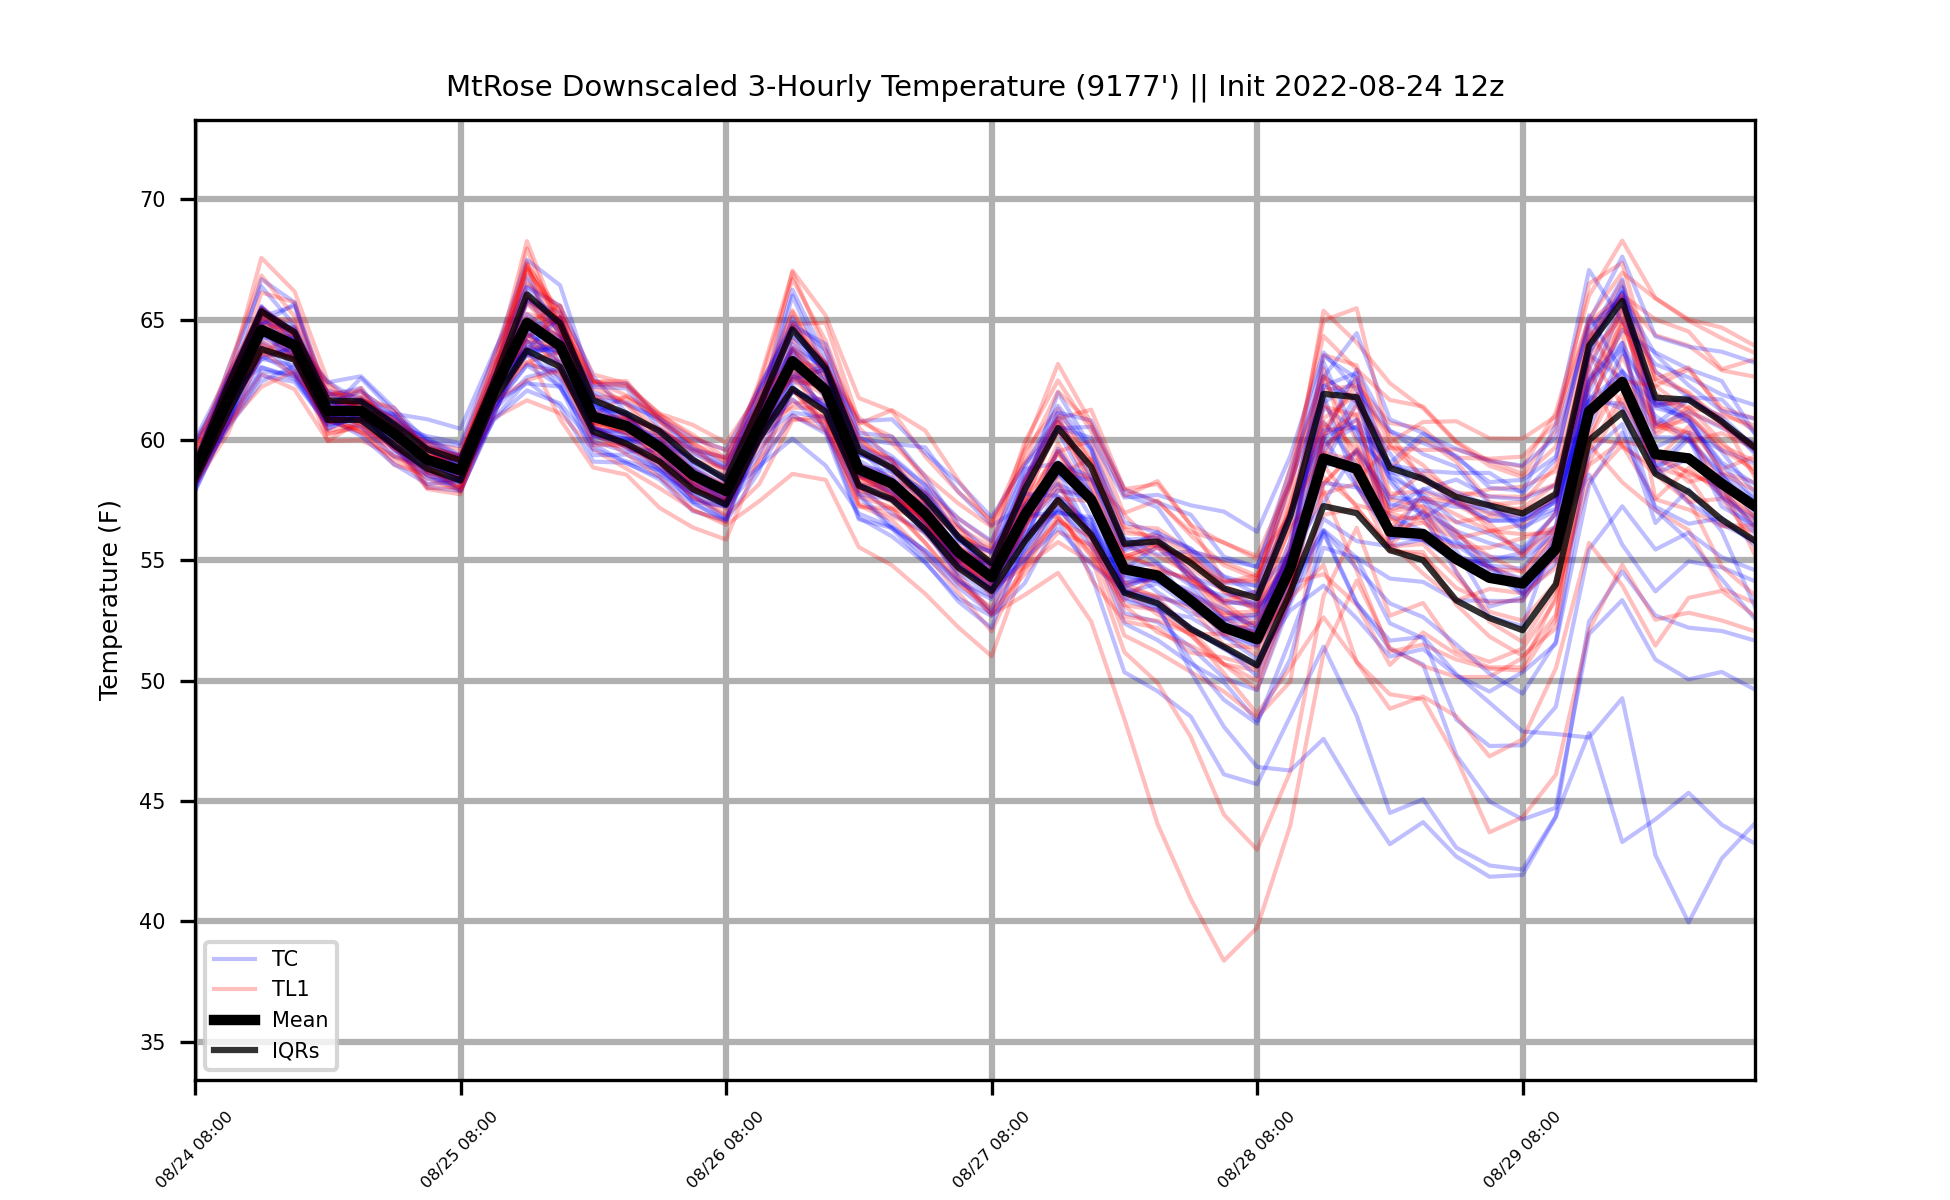 MtRose Downscaled 3-Hourly Temperature (9177') || Init 2022-08-24 12z
Temperature (F)
70
65
60
55
50
45
40
35
TC
TL1
Mean
IQRs
08/24 08:00
08/25 08:00
08/26 08:00
08/27 08:00
08/28 08:00
08/29 08:00